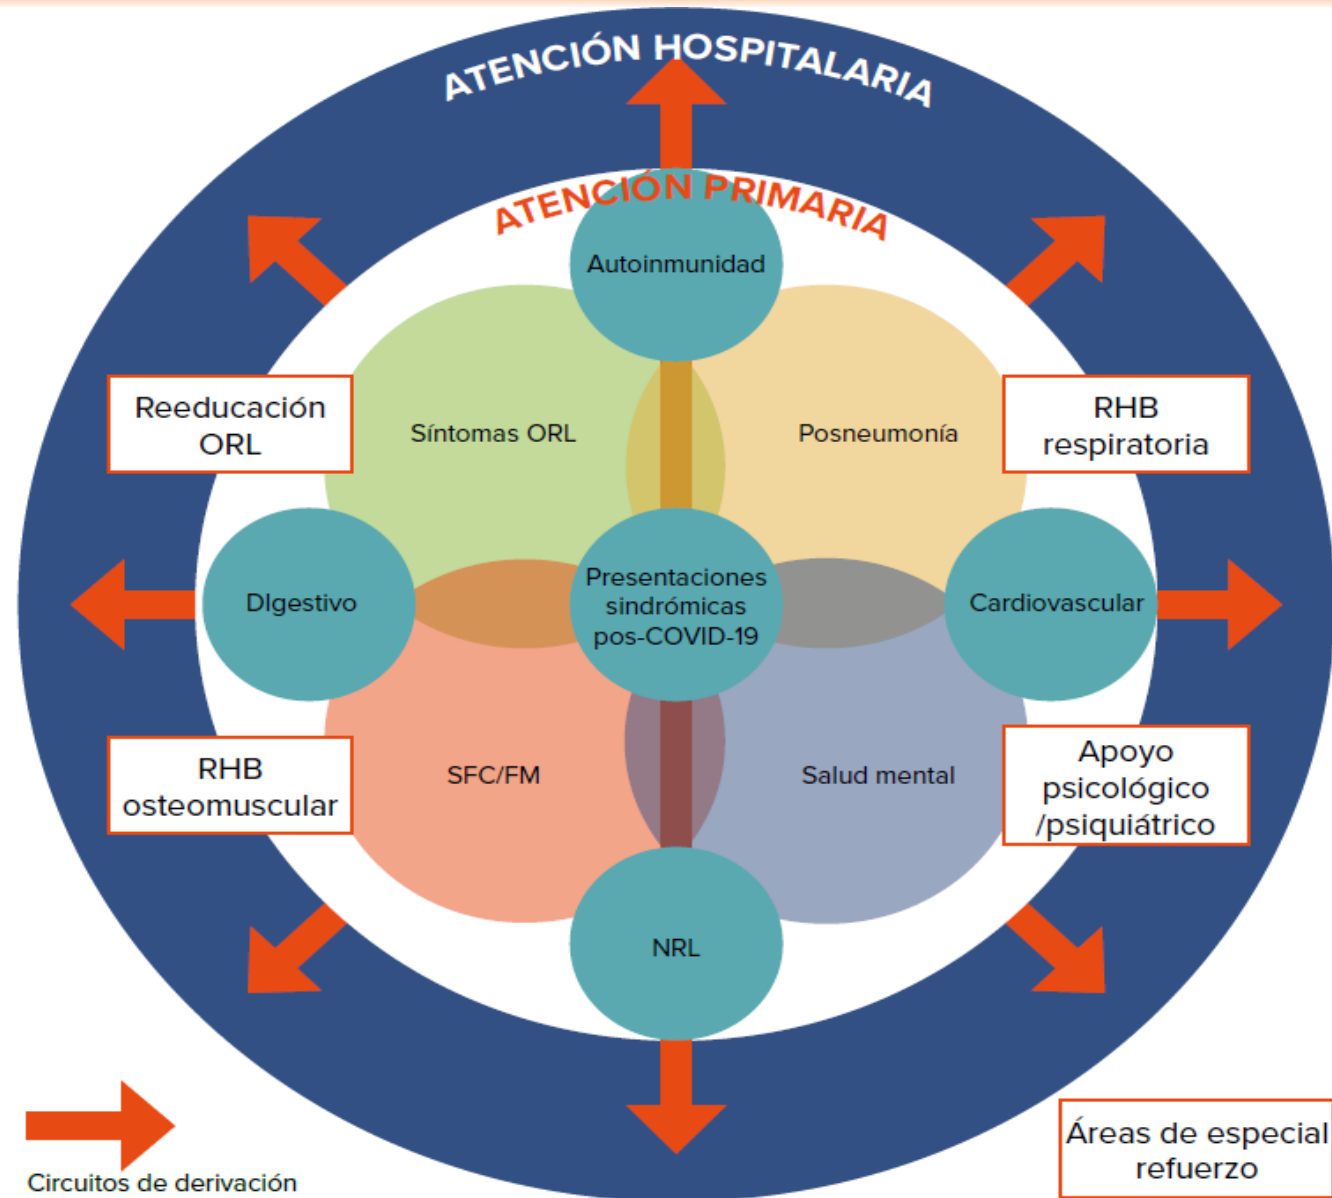 ATENCIÓN HOSPITALARIA
ATENCIÓN PRIMARIA
Autoinmunidad
Reeducación
ORL
Síntomas ORL
Posneumonía
RHB
respiratoria
DIgestivo
Presentaciones
sindrómicas
pos-COVID-19
Cardiovascular
RHB
osteomuscular
SFC/FM
Salud mental
Apoyo
psicológico
/psiquiátrico
NRL
Circuitos de derivación
Áreas de especial
refuerzo